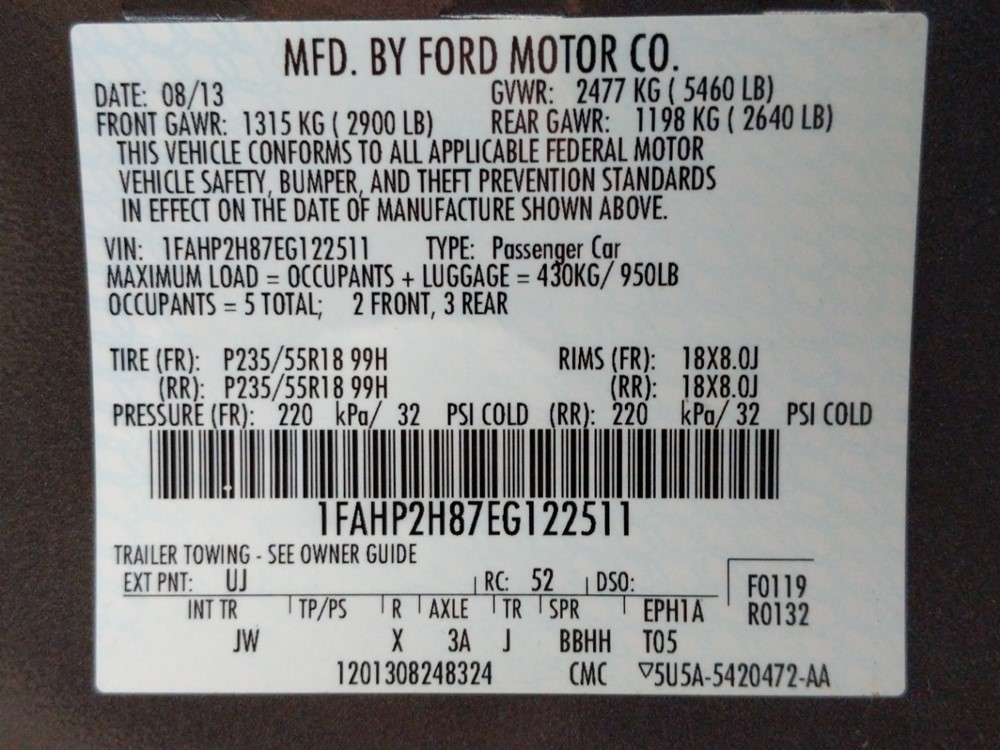 MFD. BY FORD MOTOR CO.
DATE: 08/13 GVWR: 2477 KG ( 5460 LB)
FRONT GAWR: 1315 KG ( 2900 LB) REAR GAWR: 1198 KG ( 2640 LB)
THIS VEHICLE CONFORMS TO ALL APPLICABLE FEDERAL MOTOR
VEHICLE SAFETY, BUMPER, AND THEFT PREVENTION STANDARDS
IN EFFECT ON THE DATE OF MANUFACTURE SHOWN ABOVE.
VIN: 1FAHP2H87EG122511 TYPE: Passenger Car
MAXIMUM LOAD = OCCUPANTS + LUGGAGE = 430KG/ 950LB
OCCUPANTS = 5 TOTAL; 2 FRONT, 3 REAR
TIRE (FR): P235/55R18 99H RIMS (FR): 18X8.0J
(RR): P235/55R18 99H (RR): 18X8.0J
PRESSURE (FR): 220 kPa/ 32 PSI COLD (RR): 220 kPa/ 32 PSI COLD
1FAHP2H87EG122511
TRAILER TOWING - SEE OWNER GUIDE
EXT PNT: UJ RC: 52 DSO: F0119
INT TR TP/PS R AXLE TR SPR EPH1A R0132
JW X 3A J BBHH T05
1201308248324 CMC ▽5U5A-5420472-AA